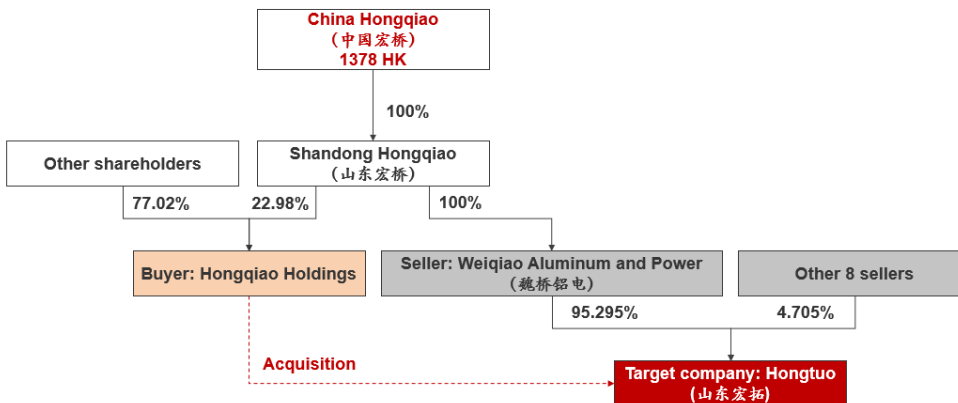 China Hongqiao
(中国宏桥)
1378 HK
100%
Other shareholders
Shandong Hongqiao
(山东宏桥)
77.02%
22.98%
100%
Buyer: Hongqiao Holdings
Seller: Weiqiao Aluminum and Power
(魏桥铝电)
Other 8 sellers
95.295%
4.705%
Acquisition
Target company: Hongtuo
(山东宏拓)